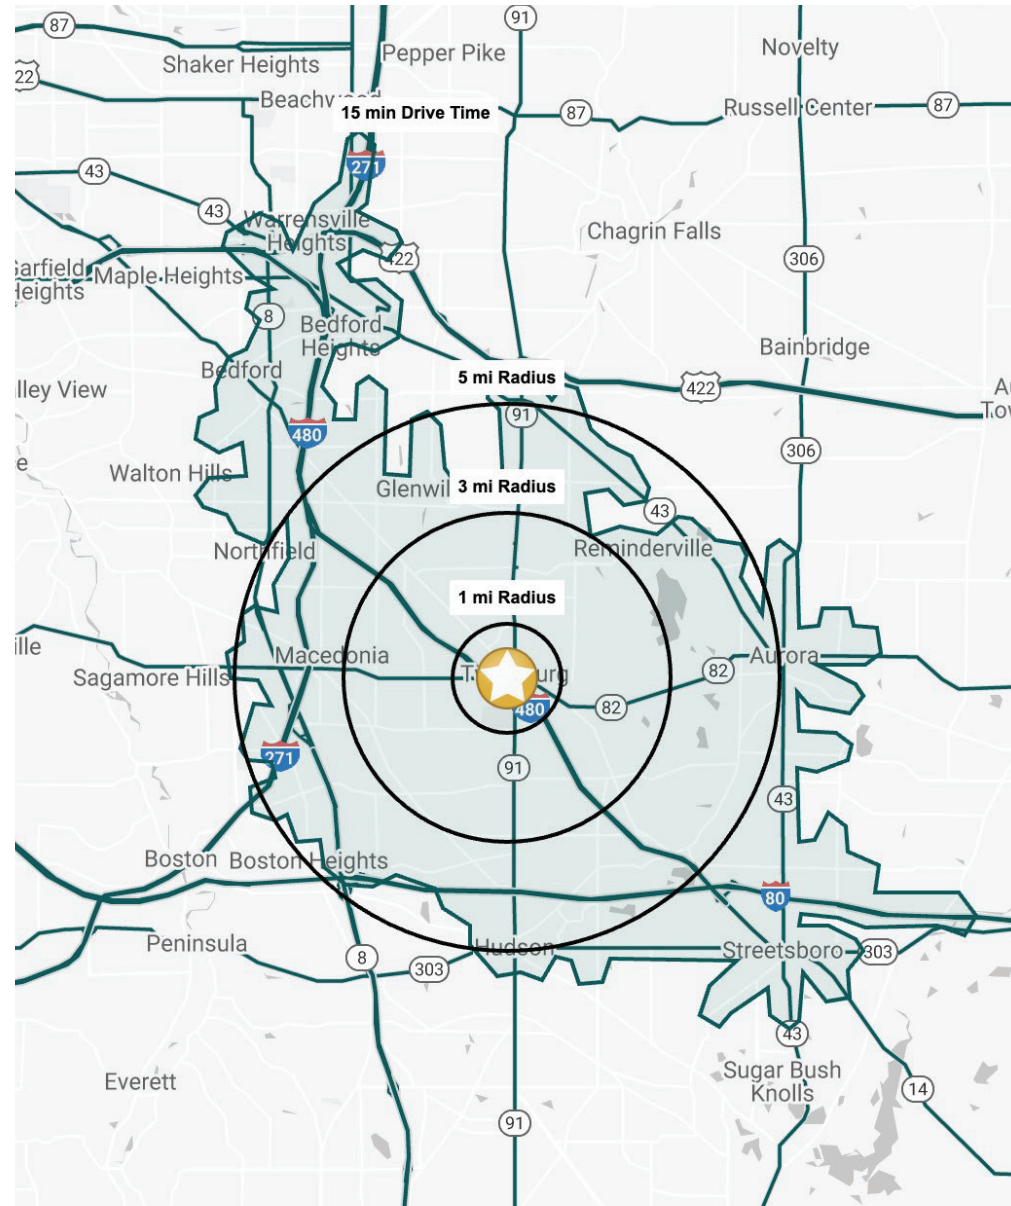 87
91
Novelty
Pepper Pike
Shaker Heights
22
Beachwood
15 min Drive Time
Russell Center
87
87
271
43
43
Warrensville
Heights
Chagrin Falls
422
306
Garfield
Heights
Maple Heights
8
Bedford
Heights
Bainbridge
Bedford
5 mi Radius
422
lley View
91
480
306
Walton Hills
3 mi Radius
43
Northfield
Reminderville
1 mi Radius
ille
Macedonia
Aurora
82
Sagamore Hills
480
82
271
91
43
Boston
Boston Heights
80
Peninsula
Hudson
Streetsboro
303
8
303
43
Everett
Sugar Bush
Knolls
14
91